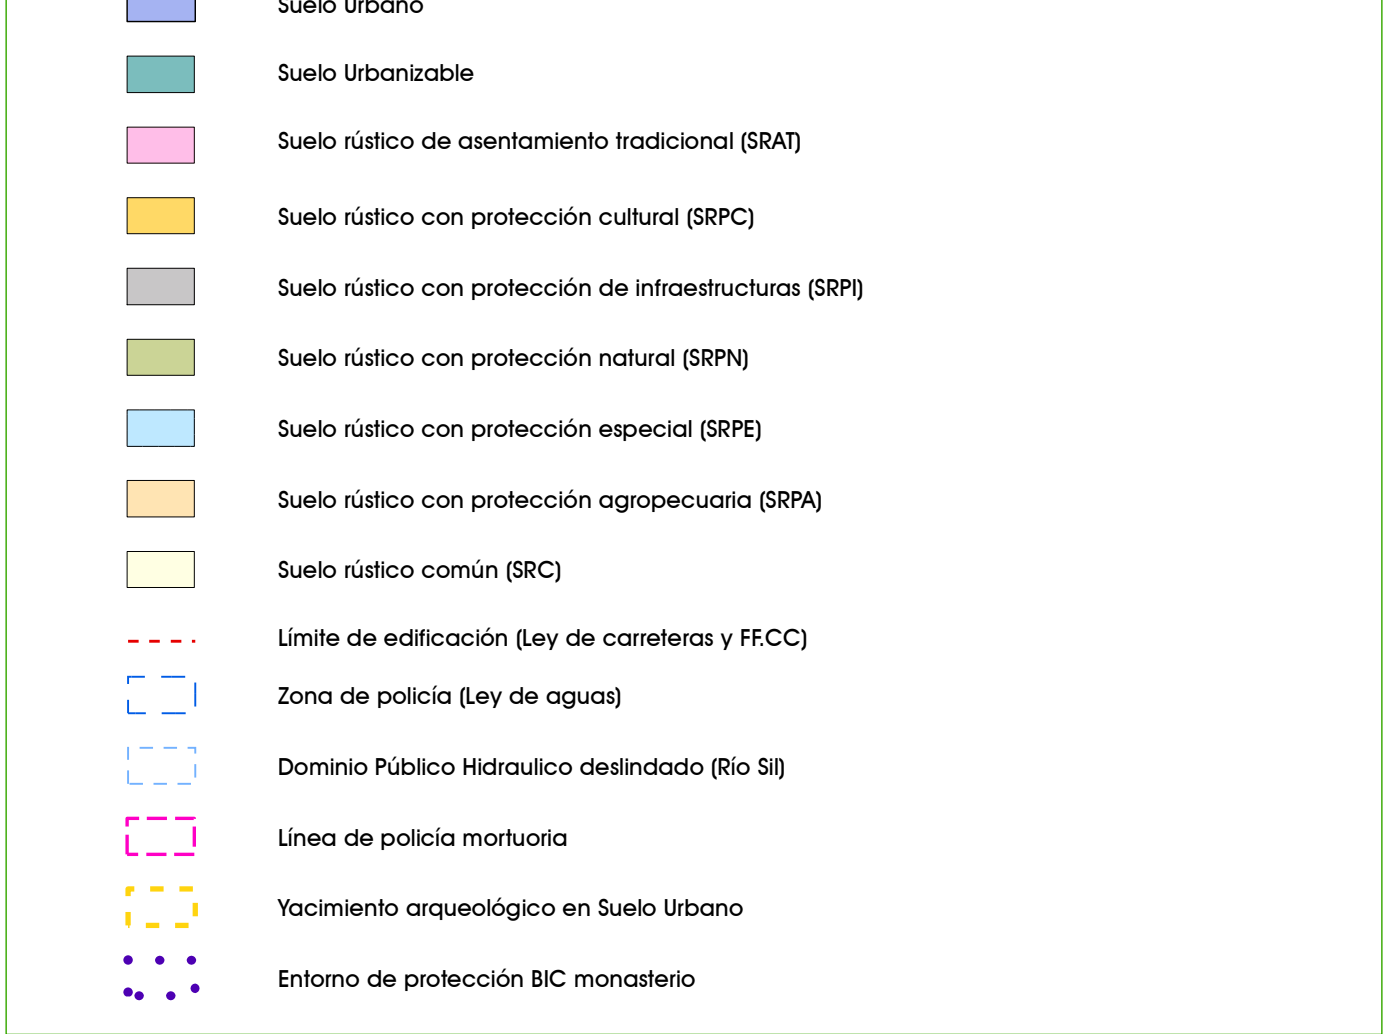 Suelo Urbano
Suelo Urbanizable
Suelo rústico de asentamiento tradicional (SRAT)
Suelo rústico con protección cultural (SRPC)
Suelo rústico con protección de infraestructuras (SRPI)
Suelo rústico con protección natural (SRPN)
Suelo rústico con protección especial (SRPE)
Suelo rústico con protección agropecuaria (SRPA)
Suelo rústico común (SRC)
Límite de edificación (Ley de carreteras y FF.CC)
Zona de policía (Ley de aguas)
Dominio Público Hidraulico deslindado (Río Sil)
Línea de policía mortuoria
Yacimiento arqueológico en Suelo Urbano
Entorno de protección BIC monasterio